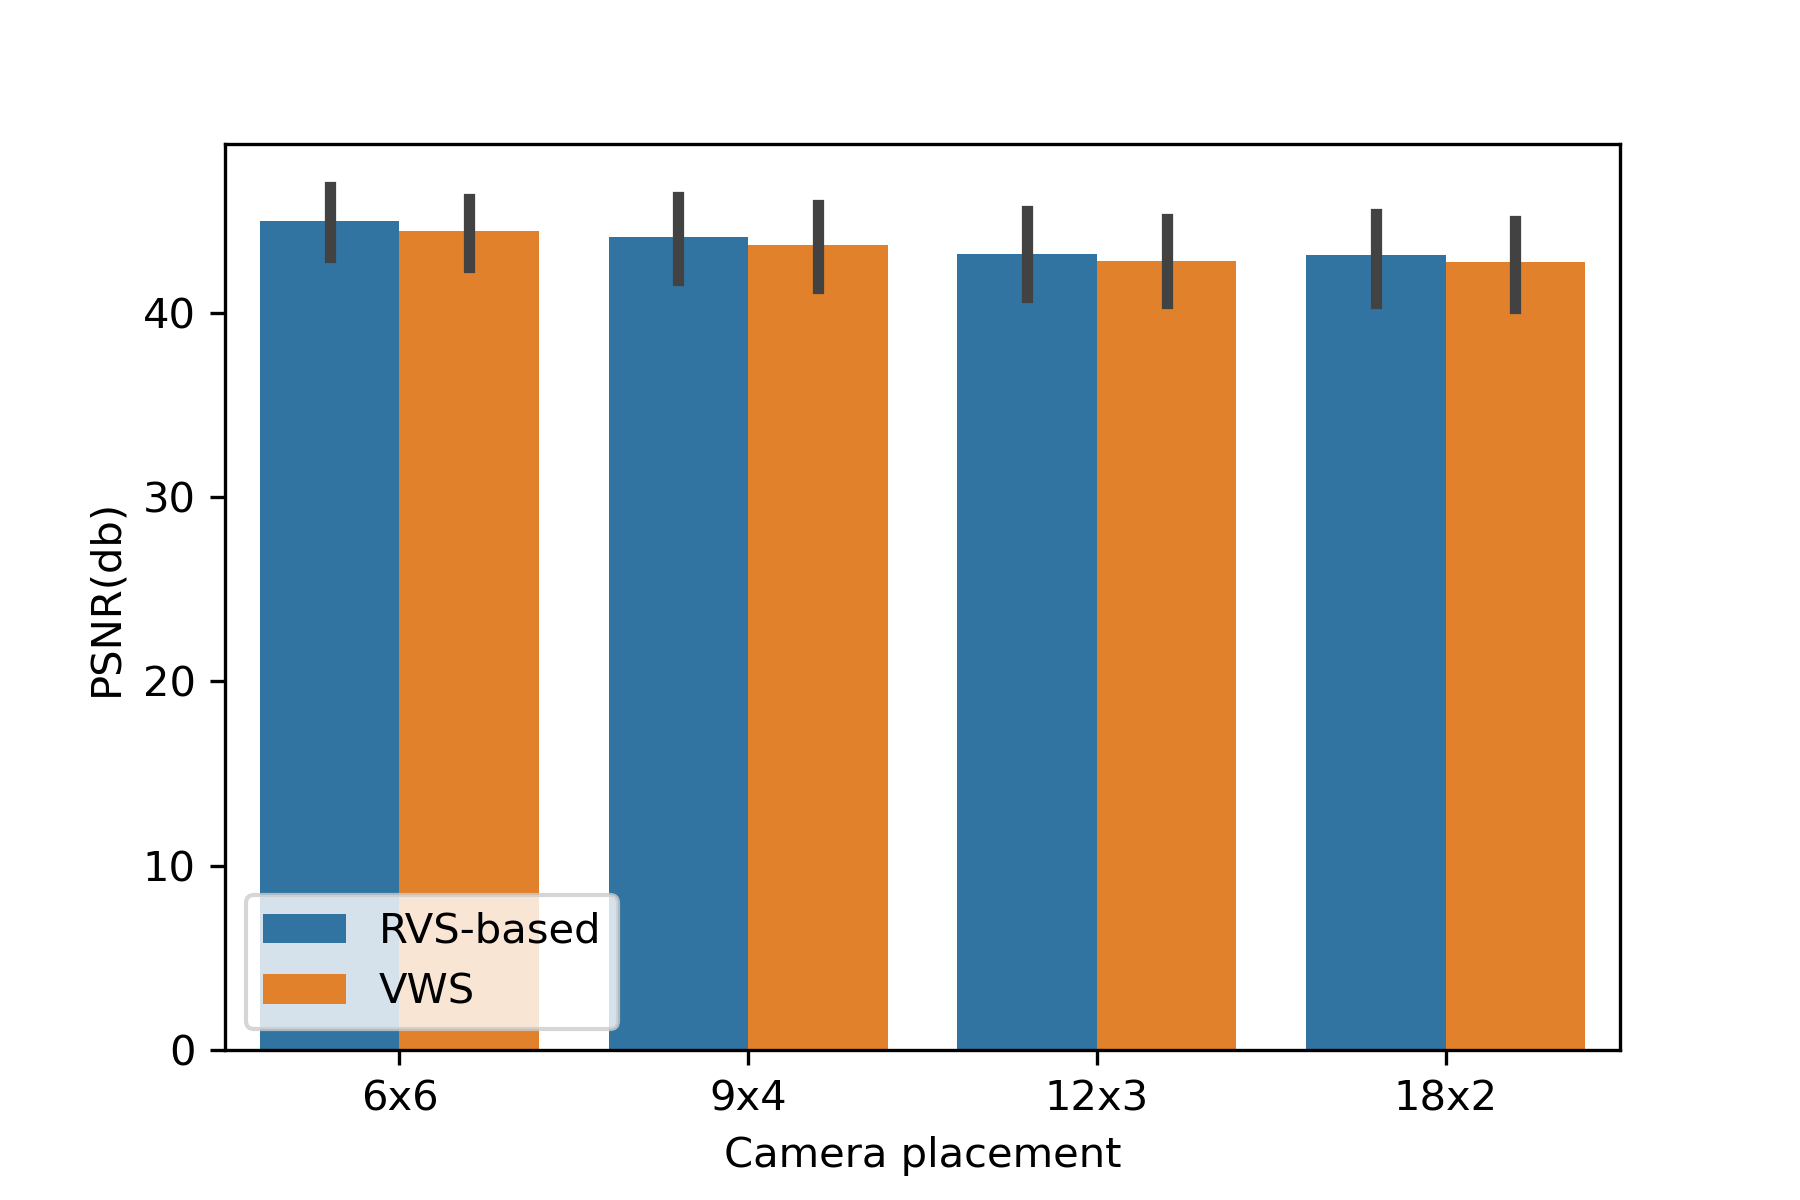 PSNR(db)
40
30
20
10
0
RVS-based
VWS
6x6
9x4
12x3
18x2
Camera placement